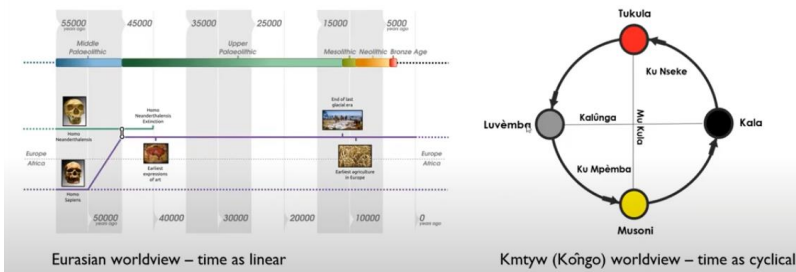 55000
years ago
45000
35000
25000
15000
5000
years ago
Middle
Palaeolithic
Upper
Palaeolithic
Mesolithic
Neolithic
Bronze Age
Homo
Neanderthalensis
Homo
Neanderthalensis
Extinction
End of last
glacial era
Europe
Africa
Earliest
expressions
of art
Earliest agriculture
in Europe
Europe
Africa
Homo
Sapiens
50000
years ago
40000
30000
20000
10000
0
years ago
Eurasian worldview – time as linear
Tukula
Ku Nseke
Luvèmba
Kalûnga
Mu Kula
Kala
Ku Mpèmba
Musoni
Kmtyw (Kôngo) worldview – time as cyclical